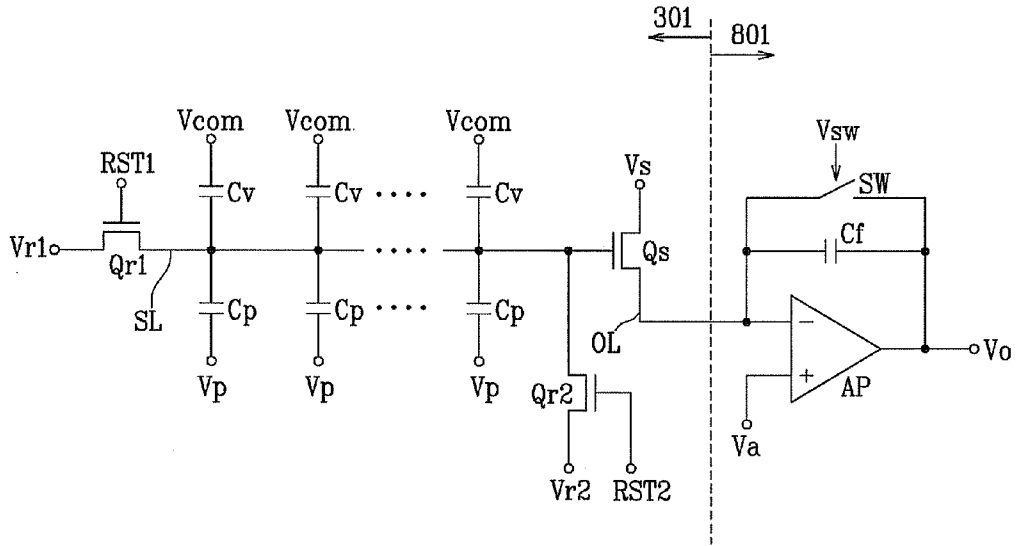 301
801
Vcom Vcom Vcom
Vsw
RST1
Cv Cv .... Cv
Vs
SW
Vr1
Qr1
Qs
Cf
SL
Cp Cp .... Cp
OL
Vo
Vp Vp Vp
Qr2
AP
Va
Vr2 RST2